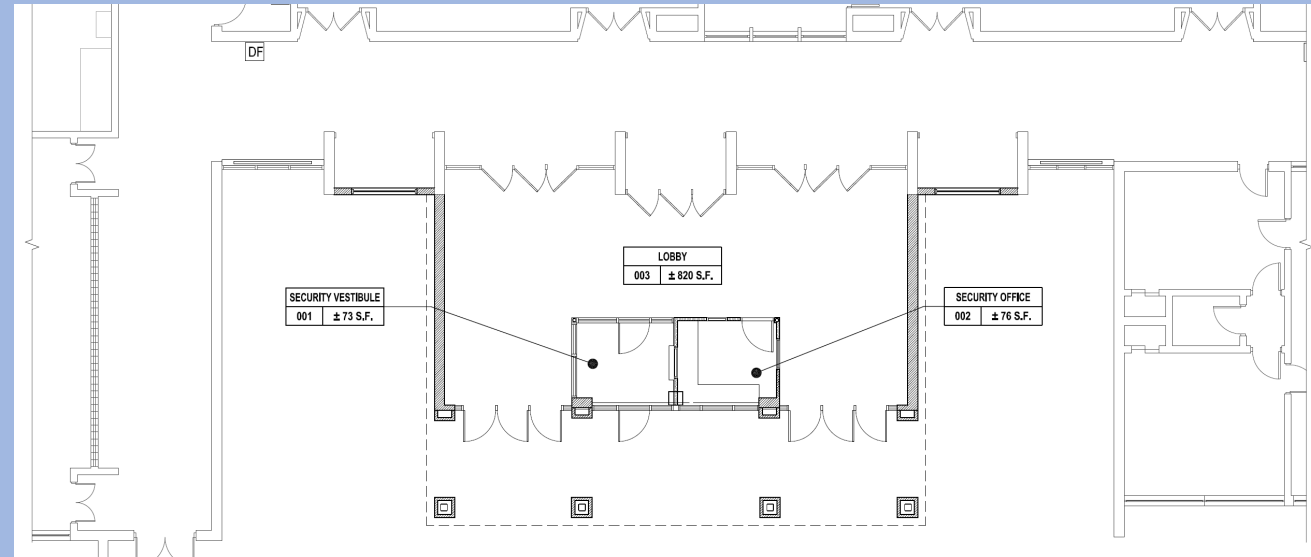 DF
LOBBY
003 ± 820 S.F.
SECURITY VESTIBULE
001 ± 73 S.F.
SECURITY OFFICE
002 ± 76 S.F.